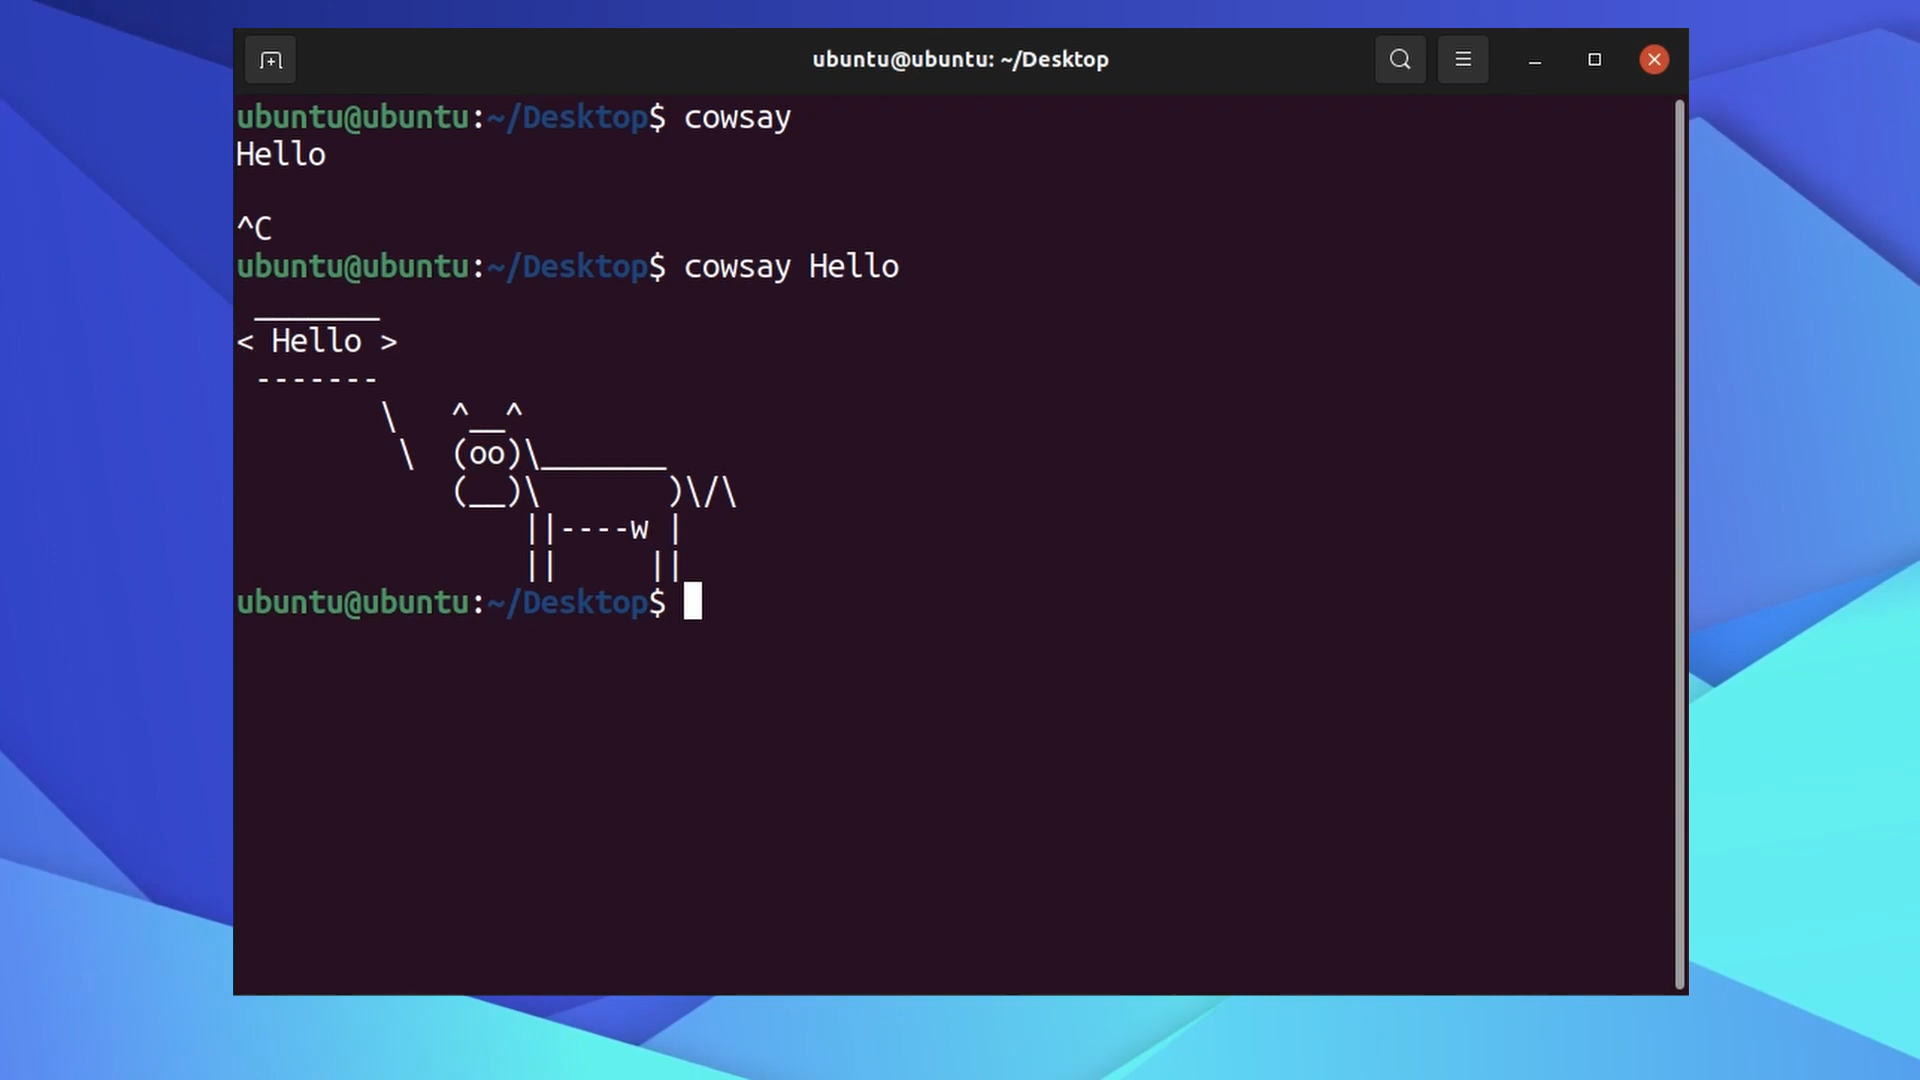 ubuntu@ubuntu: ~/Desktop
ubuntu@ubuntu:~/Desktop$ cowsay
Hello

^C
ubuntu@ubuntu:~/Desktop$ cowsay Hello
 _______
< Hello >
 -------
        \   ^__^
         \  (oo)\_______
            (__)\       )\/\
                ||----w |
                ||     ||
ubuntu@ubuntu:~/Desktop$